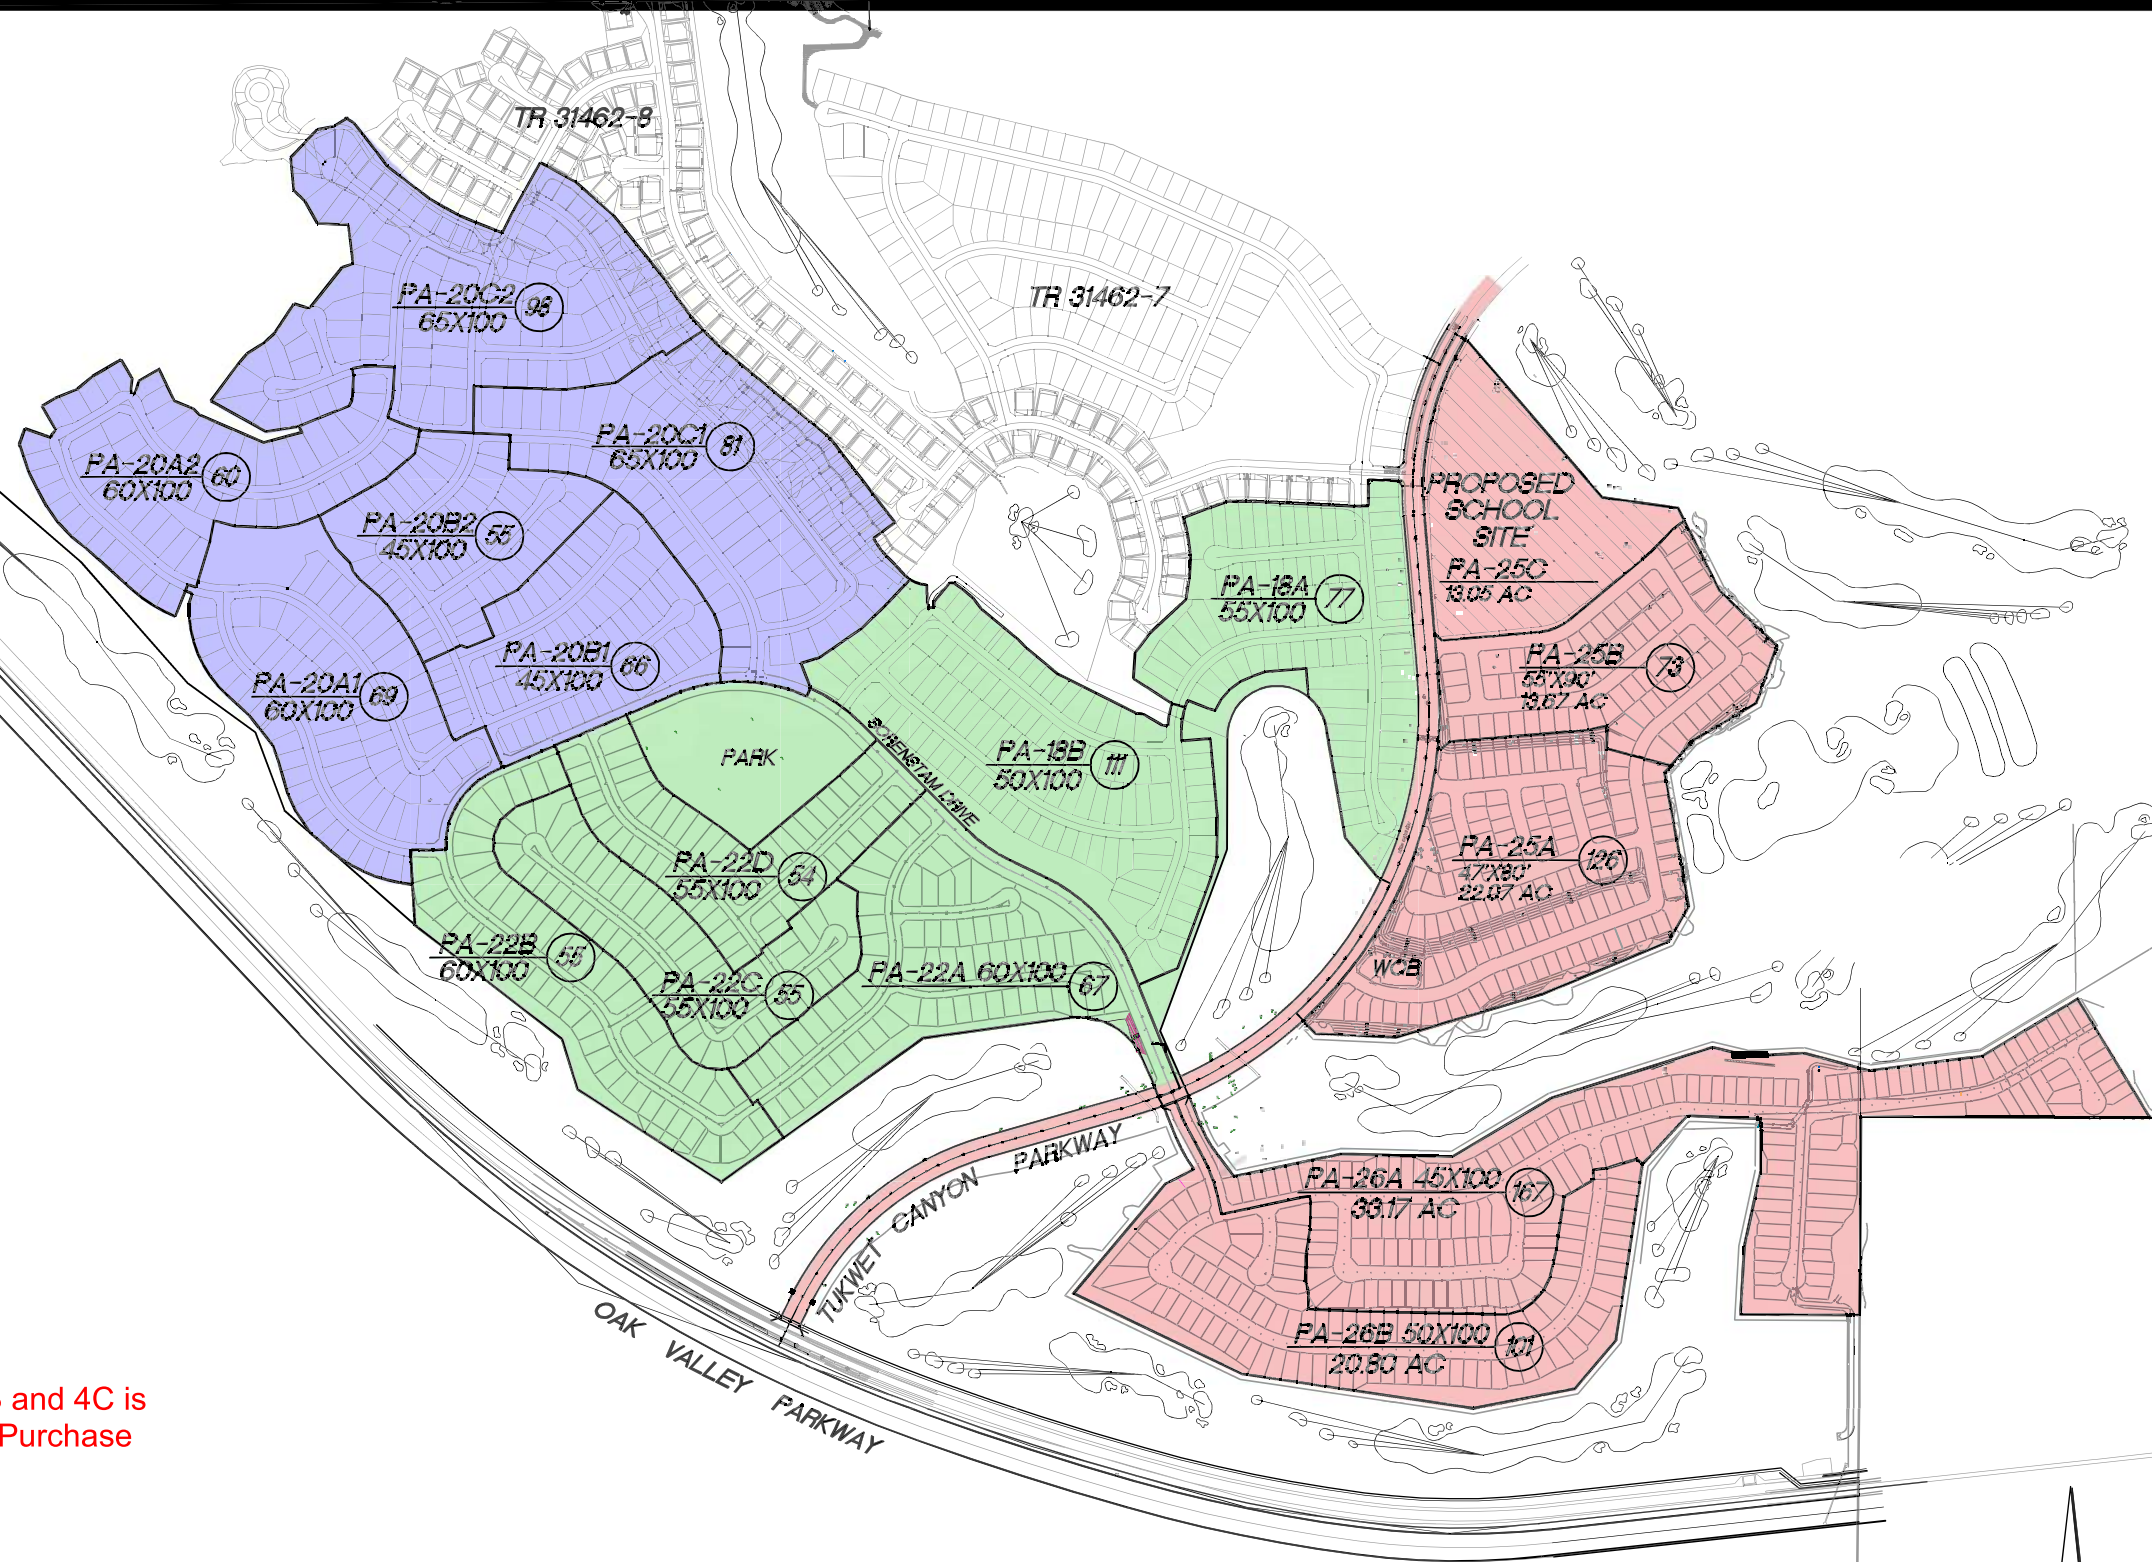 TR 31462-8
TR 31462-7
PA-20C2 98
65X100
PA-20C1 81
65X100
PA-20A2 60
60X100
PA-20B2 55
45X100
PA-20B1 66
45X100
PA-20A1 69
60X100
PROPOSED
SCHOOL
SITE
PA-25C
13.05 AC
PA-18A 77
55X100
PA-25B 73
55'X90'
13.67 AC
PARK
SORENSTAM DRIVE
PA-18B 111
50X100
PA-25A 126
47'X80'
22.07 AC
PA-22D 54
55X100
PA-22B
60X100
PA-22C 55
55X100
PA-22A 60X100 67
WQB
TUKWET CANYON PARKWAY
PA-26A 45X100 167
33.17 AC
PA-26B 50X100 101
20.80 AC
OAK VALLEY PARKWAY
and 4C is
Purchase